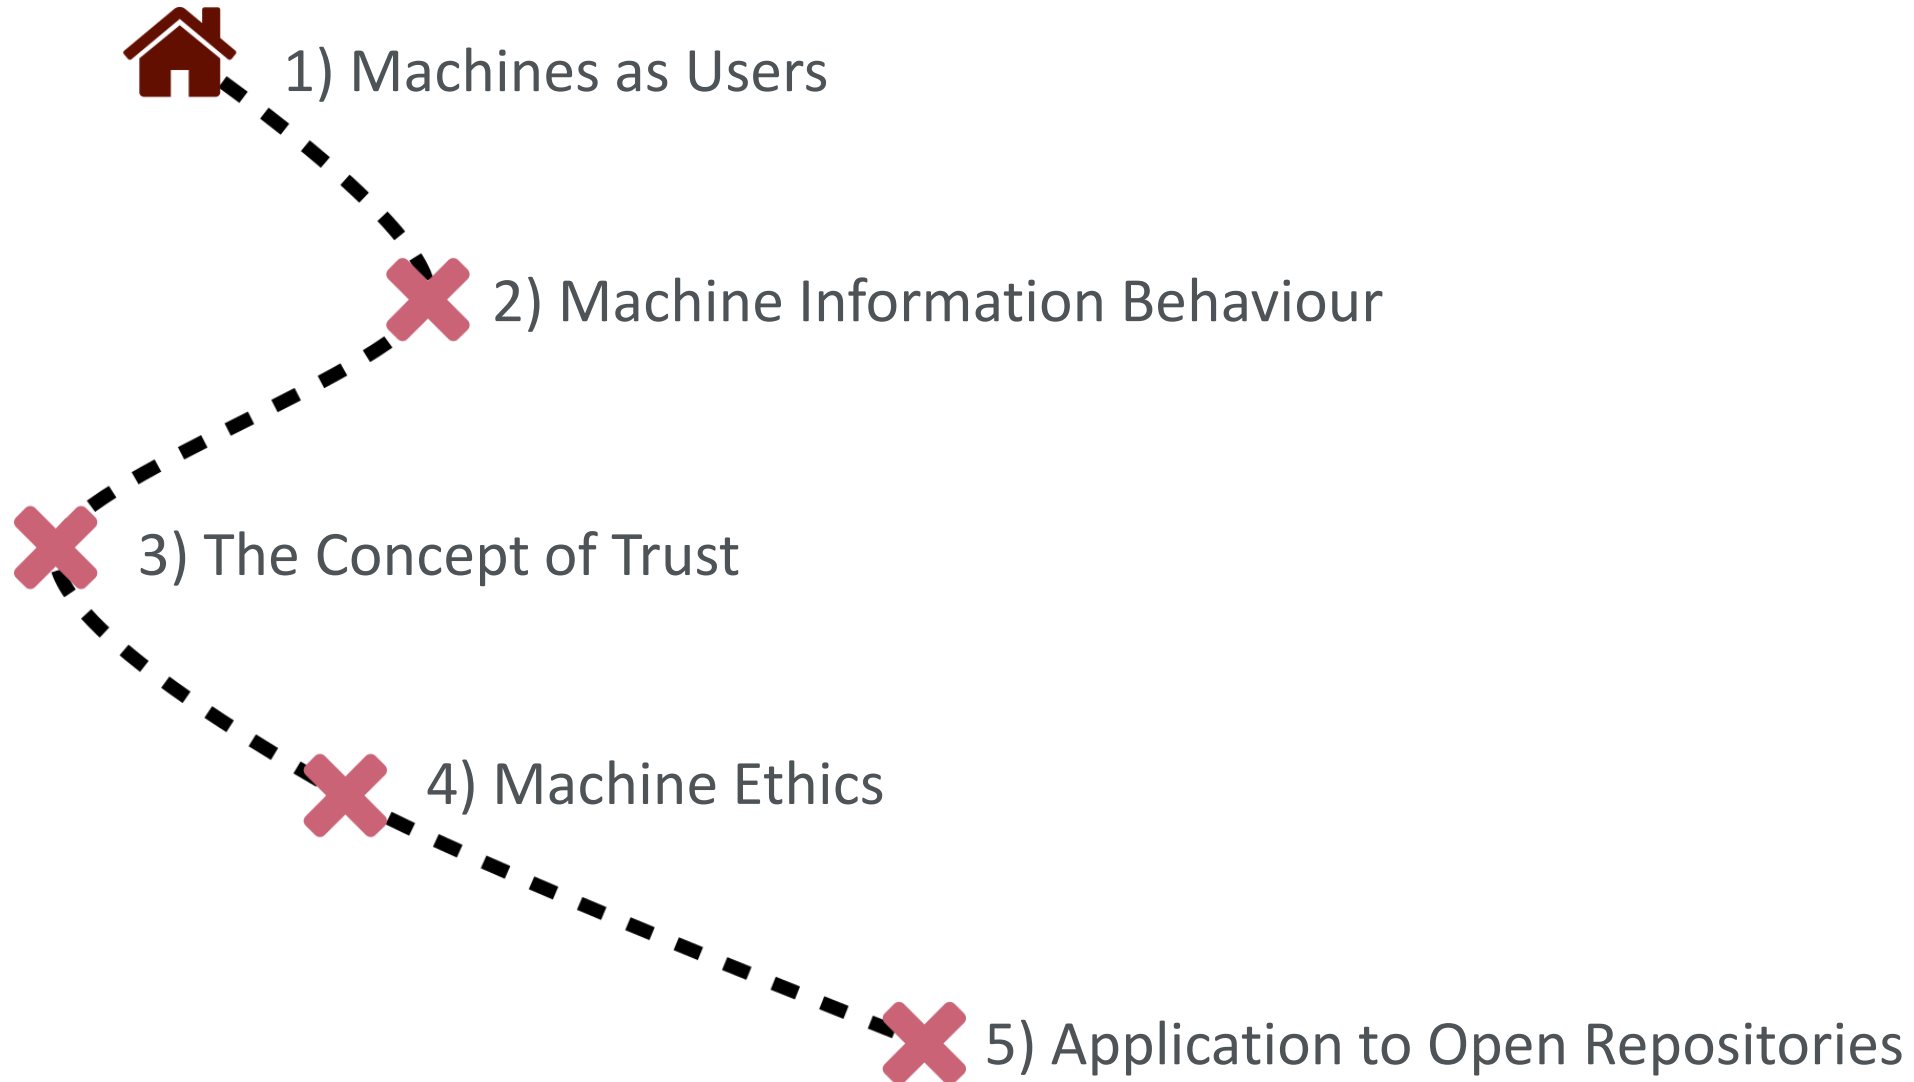 1) Machines as Users
2) Machine Information Behaviour
3) The Concept of Trust
4) Machine Ethics
5) Application to Open Repositories